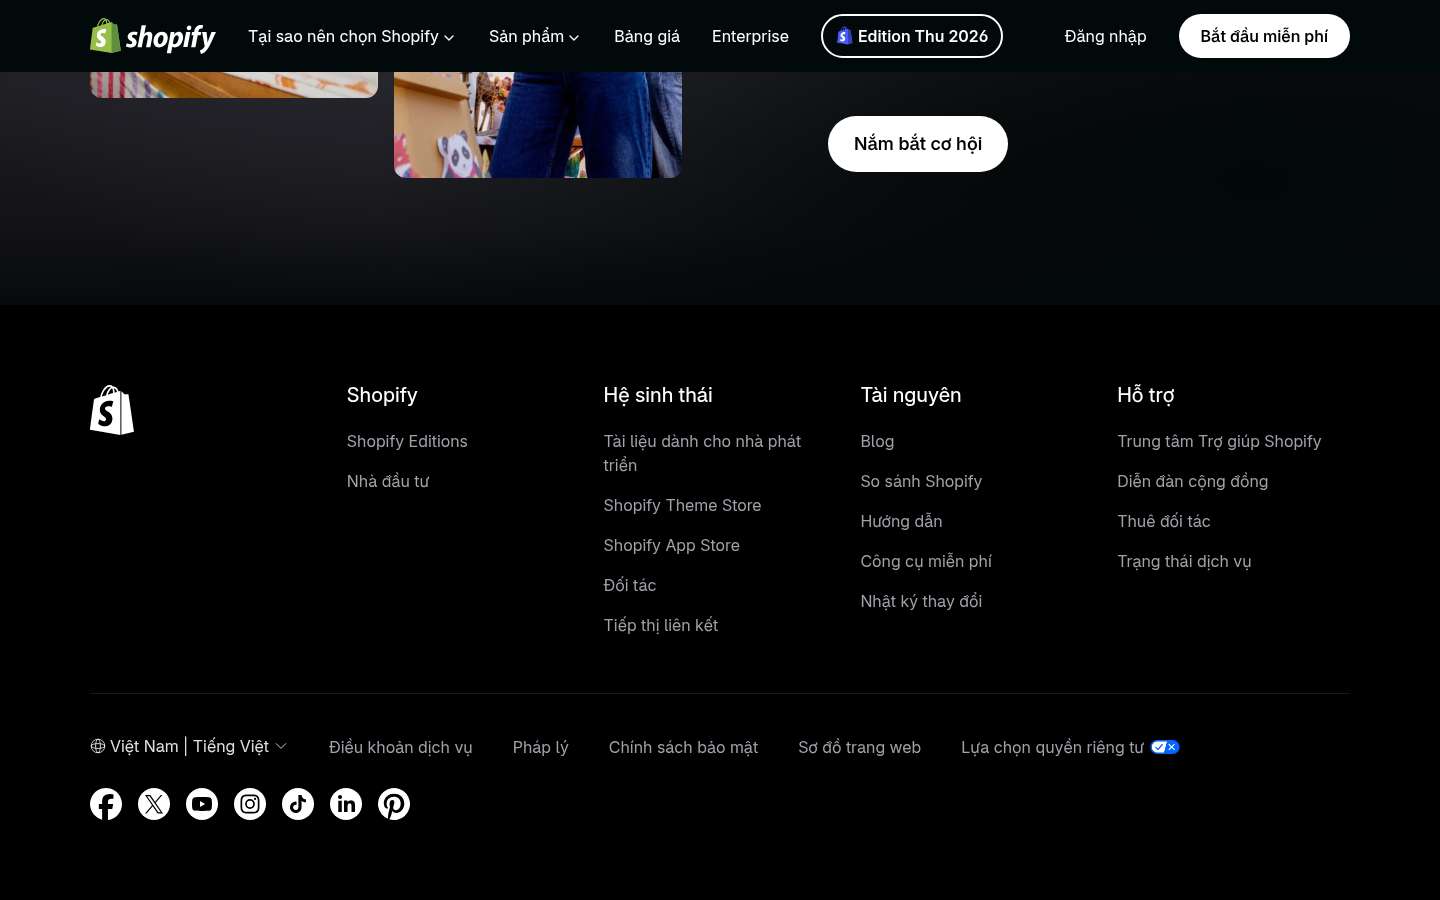 shopify
Tại sao nên chọn Shopify
Sản phẩm
Bảng giá
Enterprise
Edition Thu 2026
Đăng nhập
Bắt đầu miễn phí
Nắm bắt cơ hội
Shopify
Shopify Editions
Nhà đầu tư
Hệ sinh thái
Tài liệu dành cho nhà phát
triển
Shopify Theme Store
Shopify App Store
Đối tác
Tiếp thị liên kết
Tài nguyên
Blog
So sánh Shopify
Hướng dẫn
Công cụ miễn phí
Nhật ký thay đổi
Hỗ trợ
Trung tâm Trợ giúp Shopify
Diễn đàn cộng đồng
Thuê đối tác
Trạng thái dịch vụ
Việt Nam | Tiếng Việt
Điều khoản dịch vụ
Pháp lý
Chính sách bảo mật
Sơ đồ trang web
Lựa chọn quyền riêng tư